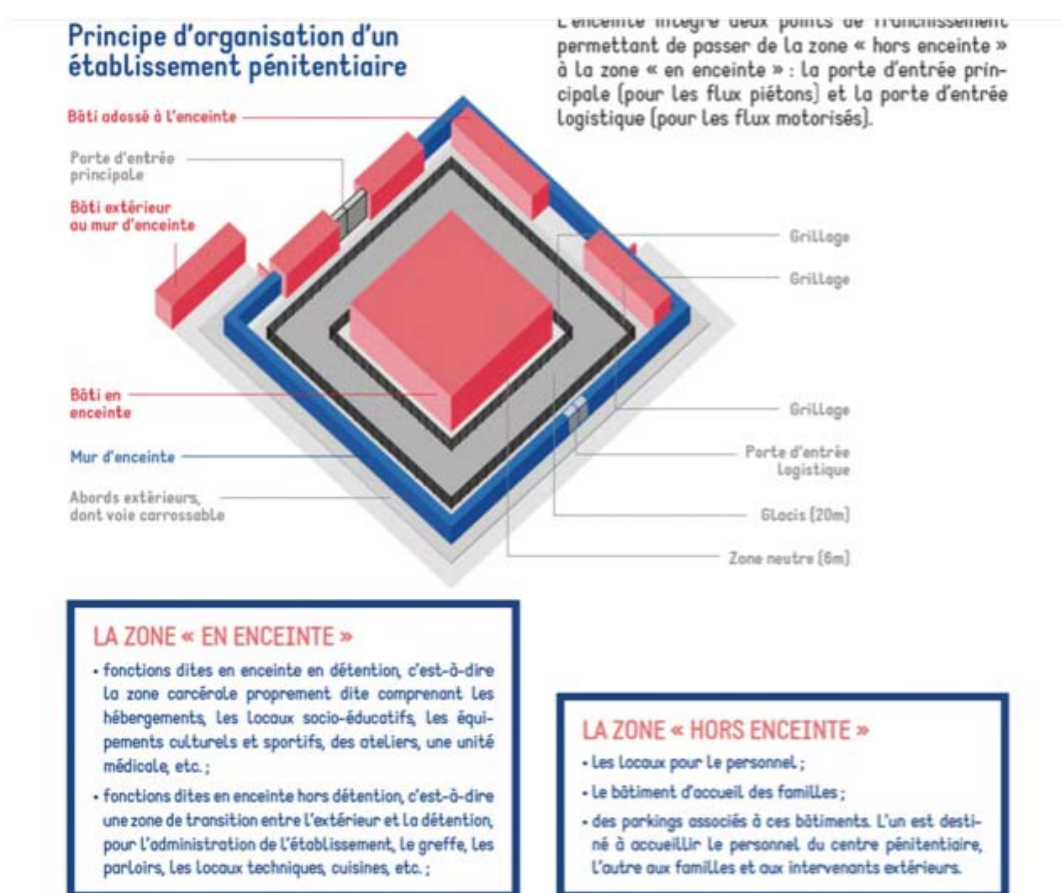 Principe d'organisation d'un
établissement pénitentiaire
L'enceinte intègre deux points de franchissement
permettant de passer de la zone « hors enceinte »
à la zone « en enceinte » : la porte d'entrée prin-
cipale (pour les flux piétons) et la porte d'entrée
logistique (pour les flux motorisés).
Bâti adossé à l'enceinte
Porte d'entrée
principale
Bâti extérieur
au mur d'enceinte
Bâti en
enceinte
Mur d'enceinte
Abords extérieurs,
dont voie carrossable
Grillage
Grillage
Grillage
Porte d'entrée
logistique
Glacis (20m)
Zone neutre (6m)
LA ZONE « EN ENCEINTE »
• fonctions dites en enceinte en détention, c'est-à-dire
la zone carcérale proprement dite comprenant les
hébergements, les locaux socio-éducatifs, les équi-
pements culturels et sportifs, des ateliers, une unité
médicale, etc. ;
• fonctions dites en enceinte hors détention, c'est-à-dire
une zone de transition entre l'extérieur et la détention,
pour l'administration de l'établissement, le greffe, les
parloirs, les locaux techniques, cuisines, etc. ;
LA ZONE « HORS ENCEINTE »
• les locaux pour le personnel ;
• le bâtiment d'accueil des familles ;
• des parkings associés à ces bâtiments. L'un est desti-
né à accueillir le personnel du centre pénitentiaire,
l'autre aux familles et aux intervenants extérieurs.